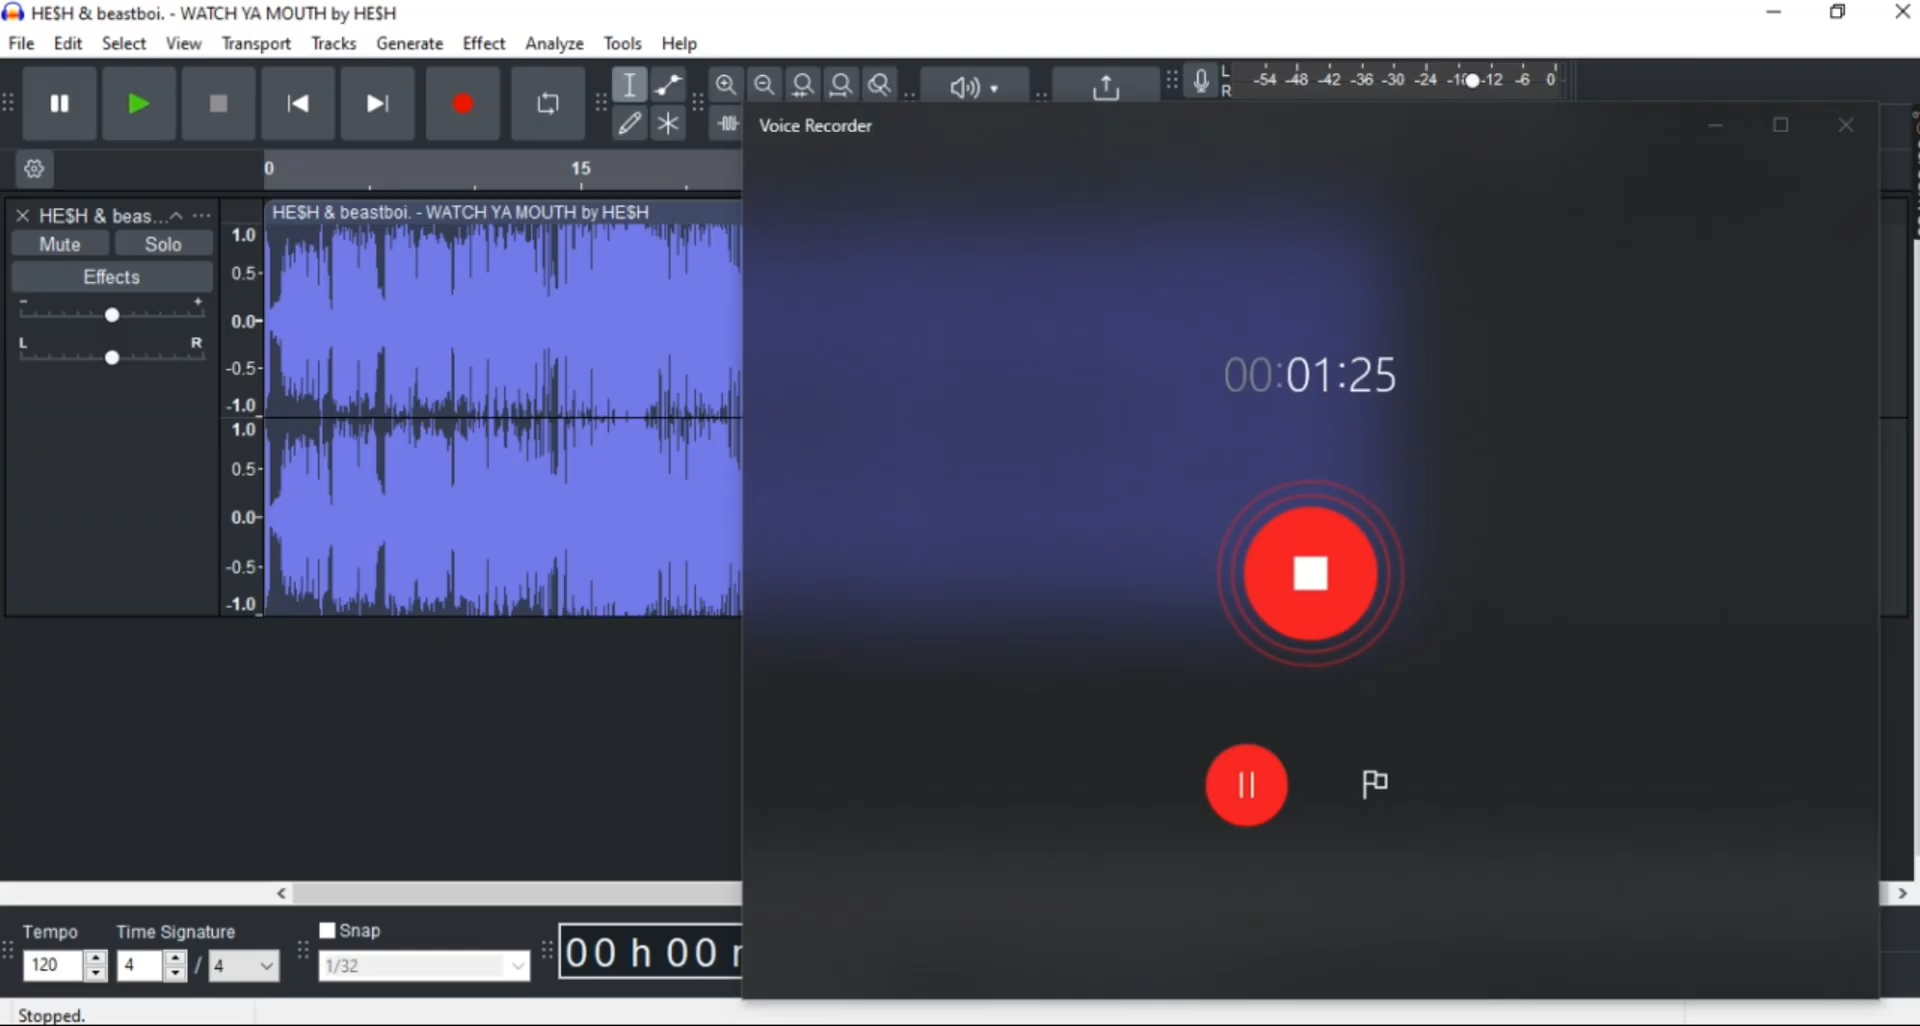 HE$H & beastboi. - WATCH YA MOUTH by HE$H
File Edit Select View Transport Tracks Generate Effect Analyze Tools Help
L
R
-54 -48 -42 -36 -30 -24 -12 -6 0
Voice Recorder
0 15
HE$H & beas...
HE$H & beastboi. - WATCH YA MOUTH by HE$H
Mute Solo
Effects
- +
L R
1.0
0.5
0.0
-0.5
-1.0
1.0
0.5
0.0
-0.5
-1.0
00:01:25
Tempo Time Signature Snap
120 4 / 4 1/32
00 h 00
Stopped.